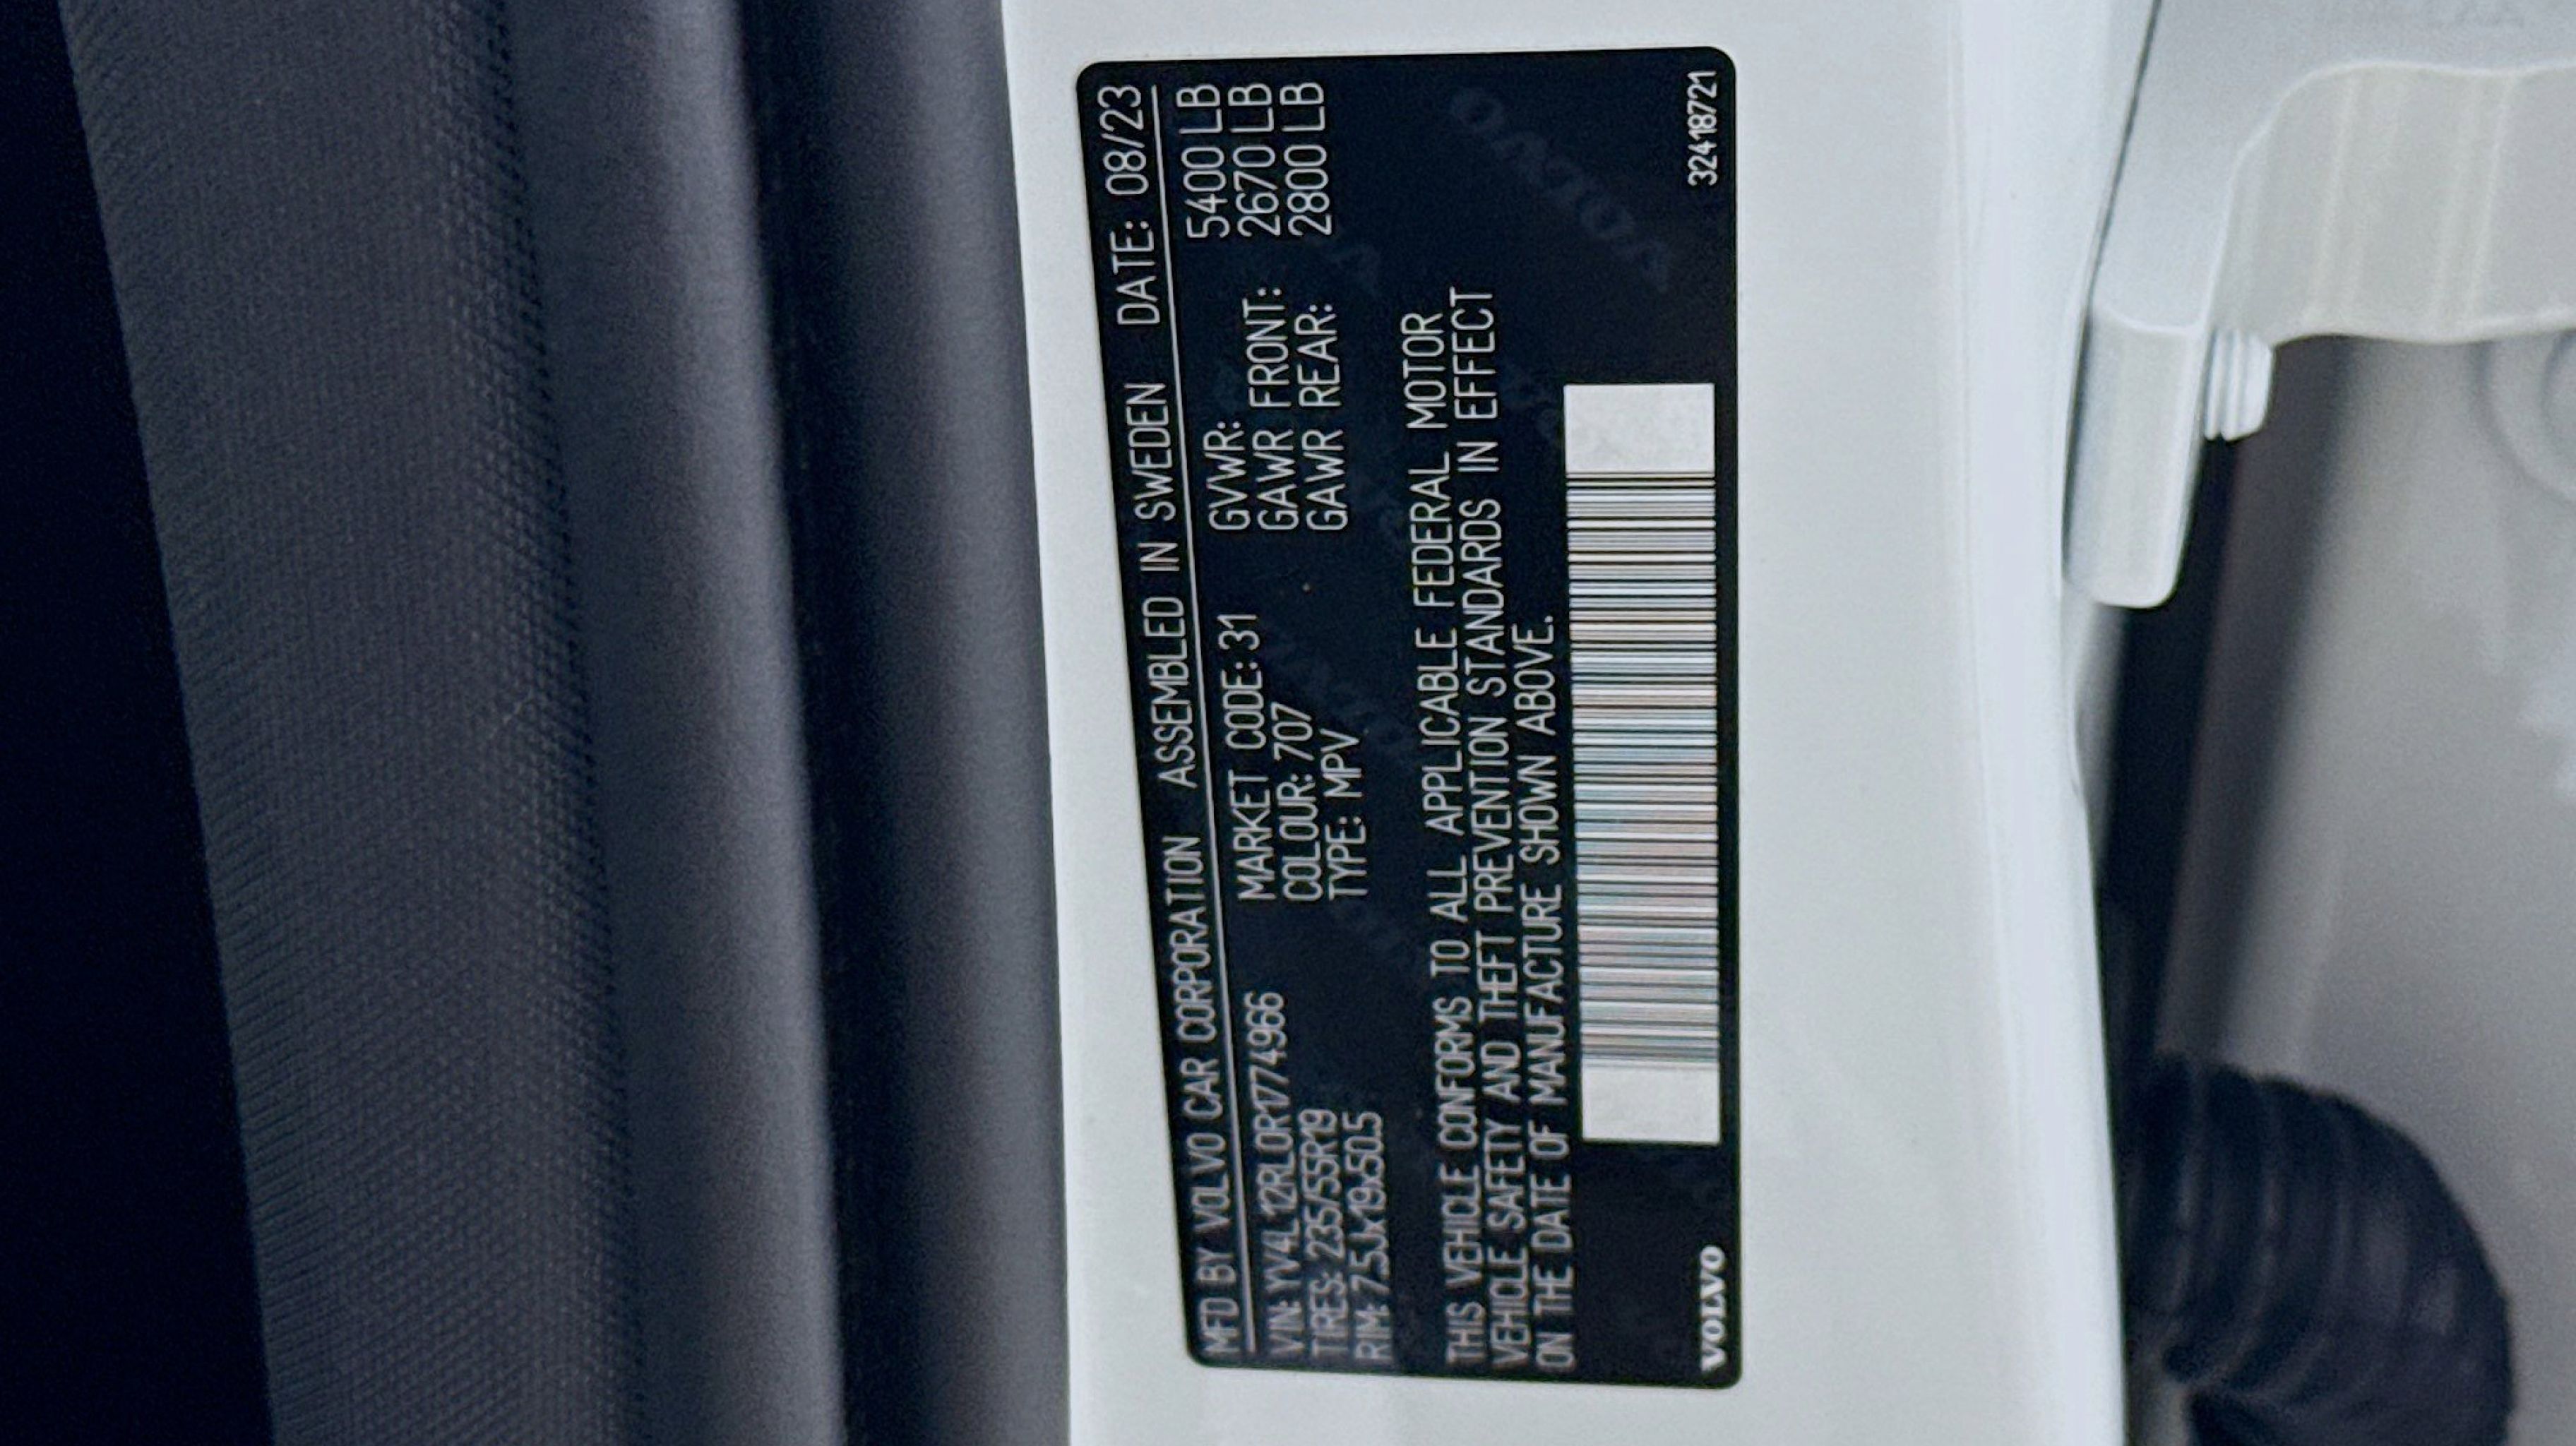 MFD BY VOLVO CAR CORPORATION ASSEMBLED IN SWEDEN DATE: 08/23
VIN: YV4L12RL0R1774966 MARKET CODE: 31 GVWR: 5400 LB
TIRES: 235/55R19 COLOUR: 707 GAWR FRONT: 2670 LB
RIM: 7.5Jx19x50.5 TYPE: MPV GAWR REAR: 2800 LB
THIS VEHICLE CONFORMS TO ALL APPLICABLE FEDERAL MOTOR
VEHICLE SAFETY AND THEFT PREVENTION STANDARDS IN EFFECT
ON THE DATE OF MANUFACTURE SHOWN ABOVE.
VOLVO 32418721